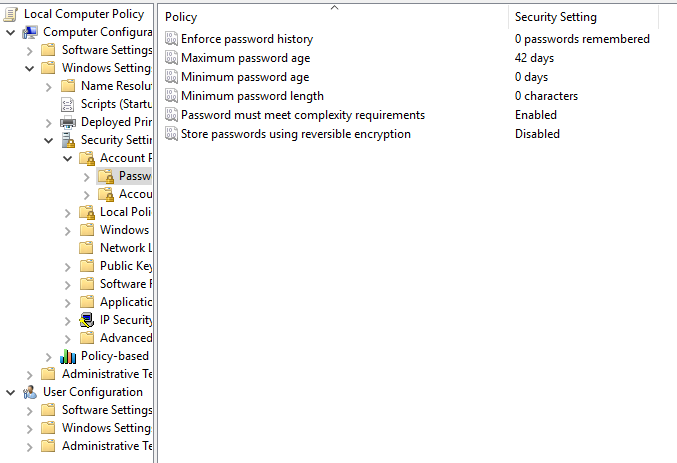 Local Computer Policy
Computer Configura
Software Settings
Windows Setting
Name Resolu
Scripts (Startu
Deployed Prin
Security Settin
Account P
Passw
Accou
Local Polic
Windows
Network L
Public Key
Software R
Applicatic
IP Security
Advanced
Policy-based
Administrative Te
User Configuration
Software Settings
Windows Setting
Administrative Te
Policy Security Setting
Enforce password history 0 passwords remembered
Maximum password age 42 days
Minimum password age 0 days
Minimum password length 0 characters
Password must meet complexity requirements Enabled
Store passwords using reversible encryption Disabled